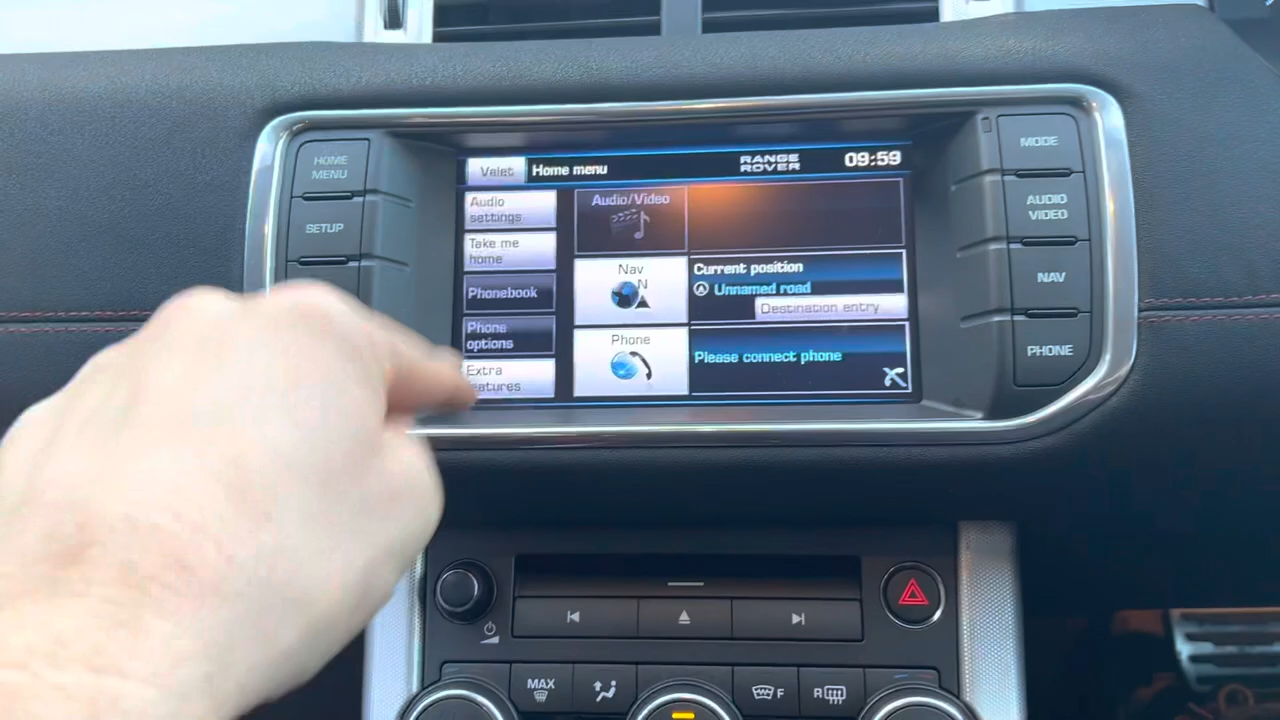 HOME
MENU
SETUP
Valet
Home menu
RANGE
ROVER
09:59
Audio
settings
Take me
home
Phonebook
Phone
options
Extra
Audio/Video
Nav
N
Current position
Unnamed road
Destination entry
Phone
Please connect phone
MODE
AUDIO
VIDEO
NAV
PHONE
MAX
F
R